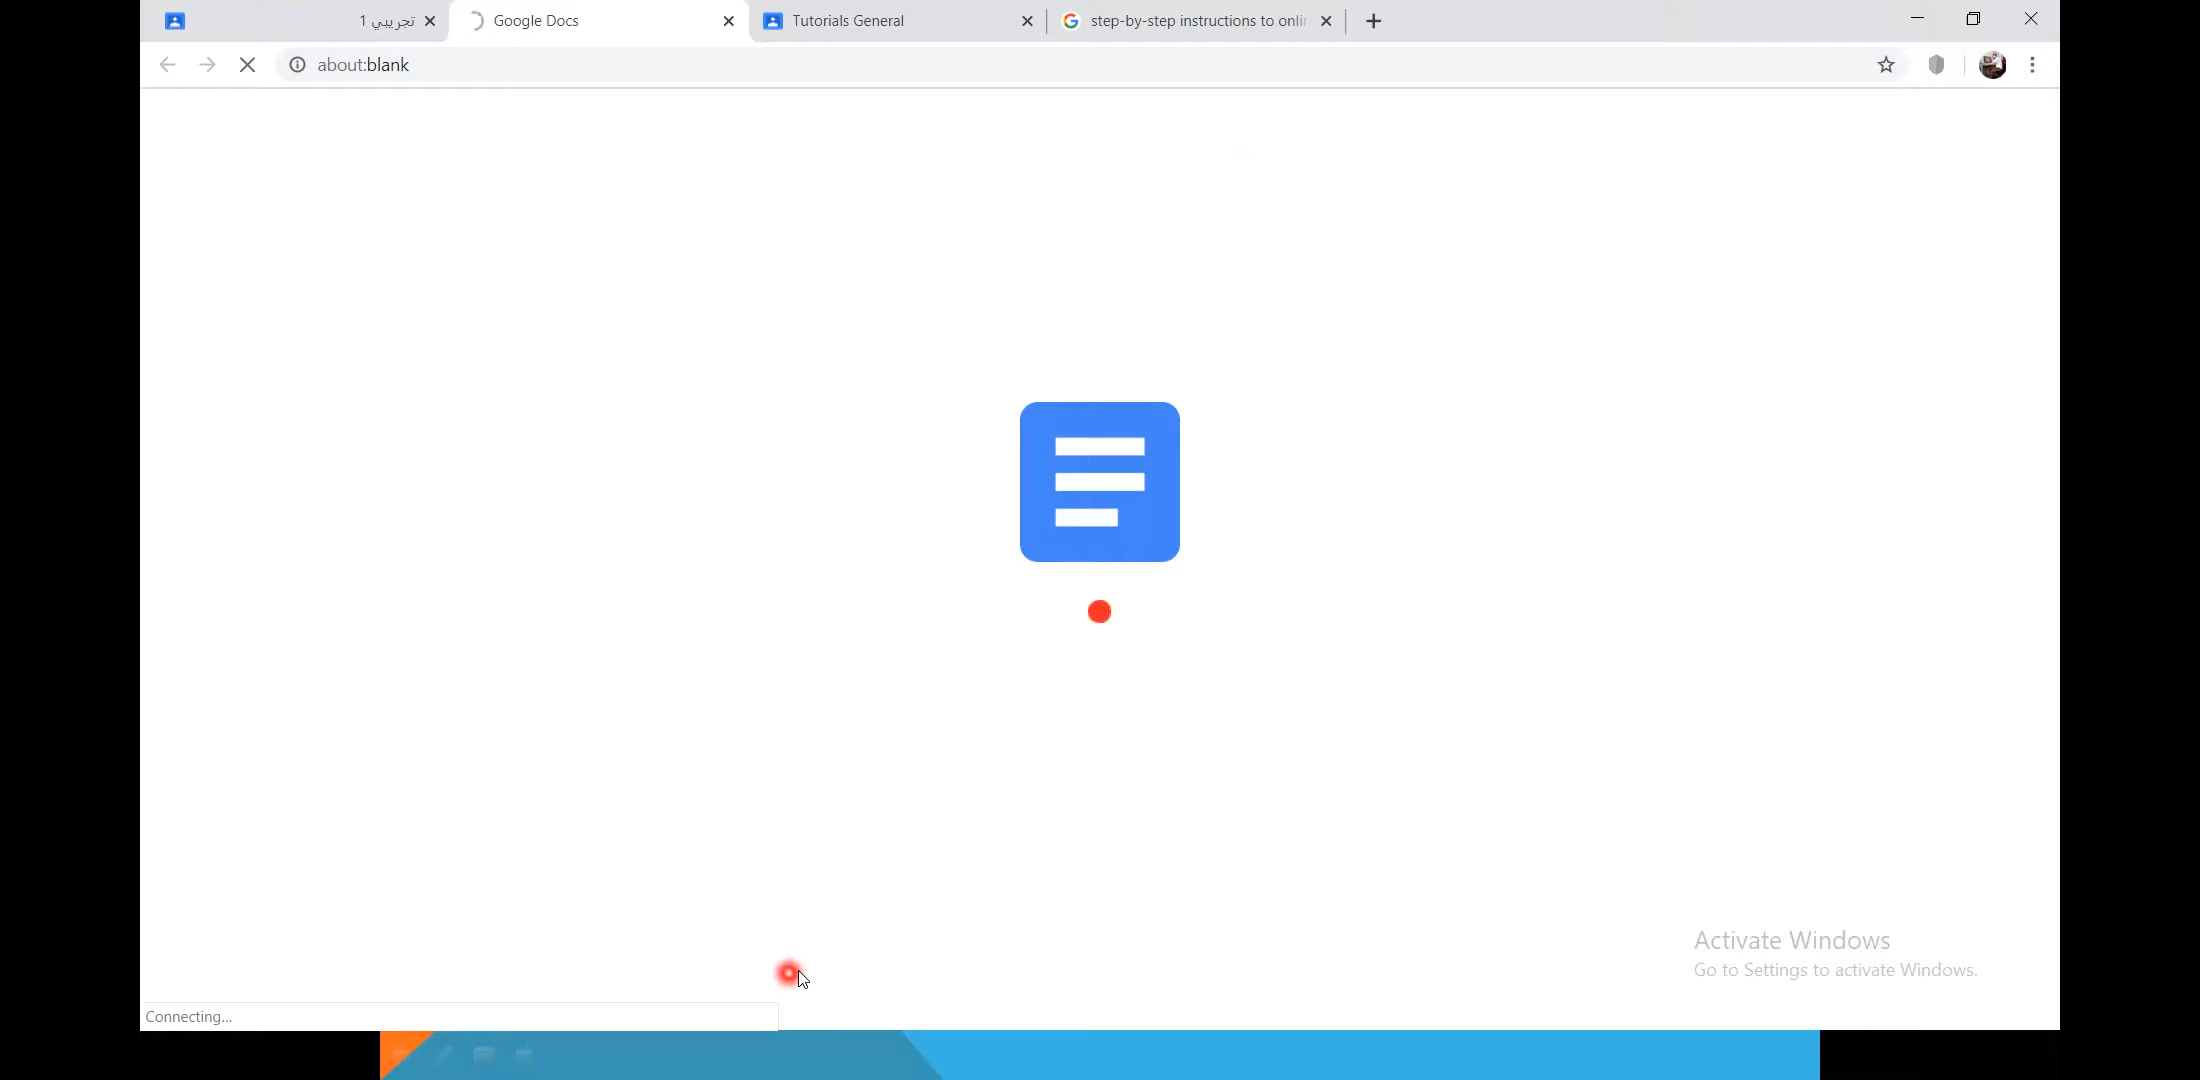 تجريبي 1
Google Docs
Tutorials General
step-by-step instructions to onlin
about:blank
Activate Windows
Go to Settings to activate Windows.
Connecting...